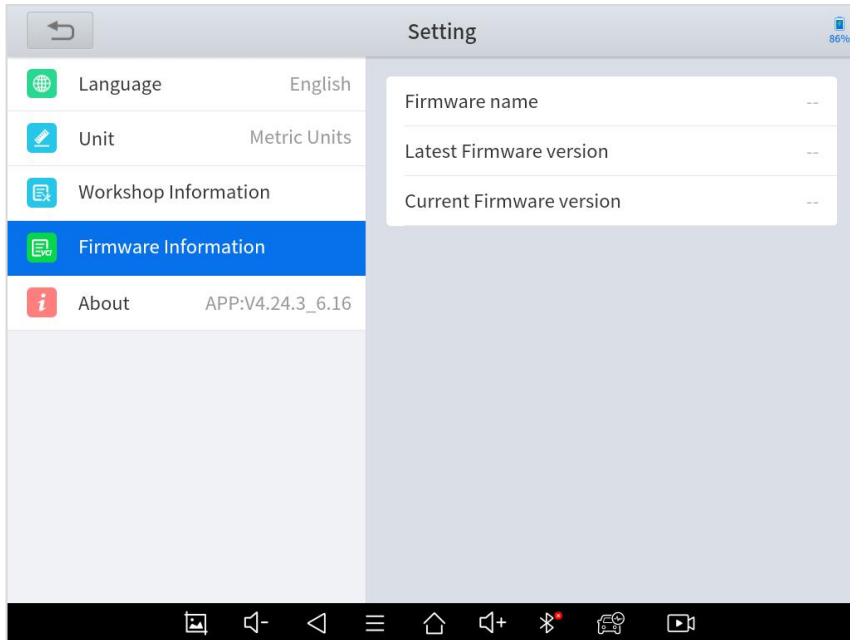 Setting
86%
Language English
Unit Metric Units
Workshop Information
Firmware Information
About APP:V4.24.3_6.16
Firmware name --
Latest Firmware version --
Current Firmware version --